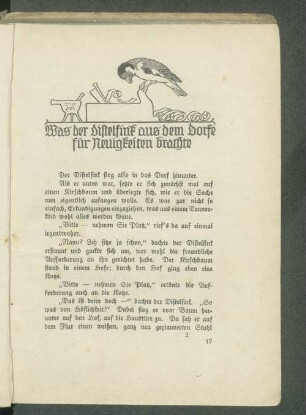 Was der Distelfink aus dem Dorfe
für Neuigkeiten brachte
Der Distelfink flog also in das Dorf hinunter.
Als er unten war, setzte er sich zunächst mal auf
einen Kirschbaum und überlegte sich, wie er die Sache
nun eigentlich anfangen wolle. Es war gar nicht so
einfach, Erkundigungen einzuziehen, was aus einem Tannen-
kind wohl alles werden könne.
„Bitte — nehmen Sie Platz,“ rief's da auf einmal
irgendwoher.
„Nanu? Ich sitze ja schon,“ dachte der Distelfink
erstaunt und guckte sich um, wer wohl die freundliche
Aufforderung an ihn gerichtet habe. Der Kirschbaum
stand in einem Hofe; durch den Hof ging eben eine
Katze.
„Bitte — nehmen Sie Platz,“ ertönte die Auf-
forderung auch an die Katze.
„Das ist denn doch —“ dachte der Distelfink. „So
was von Höflichkeit!“ Dabei flog er vom Baum her-
unter auf den Hof, auf die Haustür zu. Da sah er auf
dem Flur einen weißen, ganz neu gezimmerten Stuhl
2
17